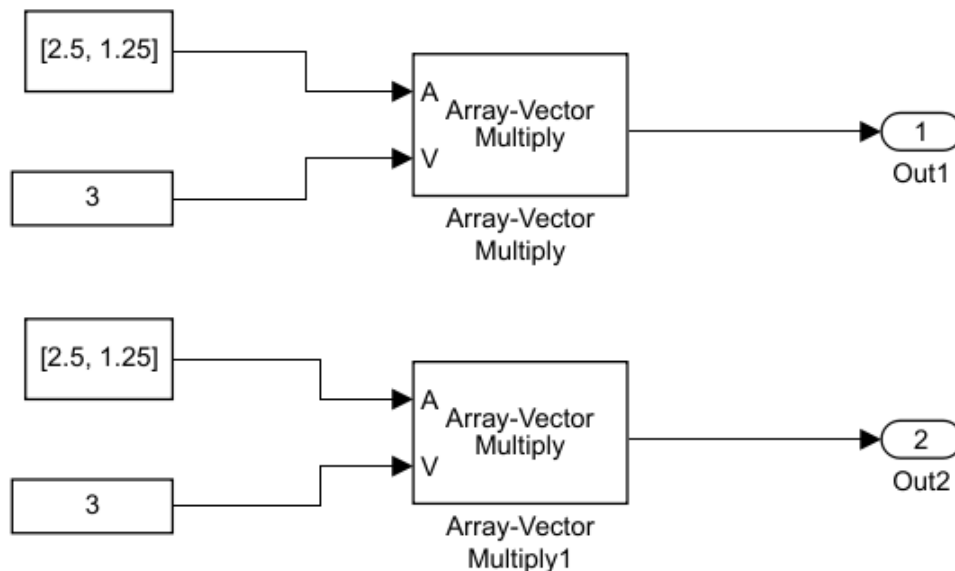 [2.5, 1.25]
A
Array-Vector
Multiply
V
3
1
Out1
Array-Vector
Multiply
[2.5, 1.25]
A
Array-Vector
Multiply
V
3
2
Out2
Array-Vector
Multiply1